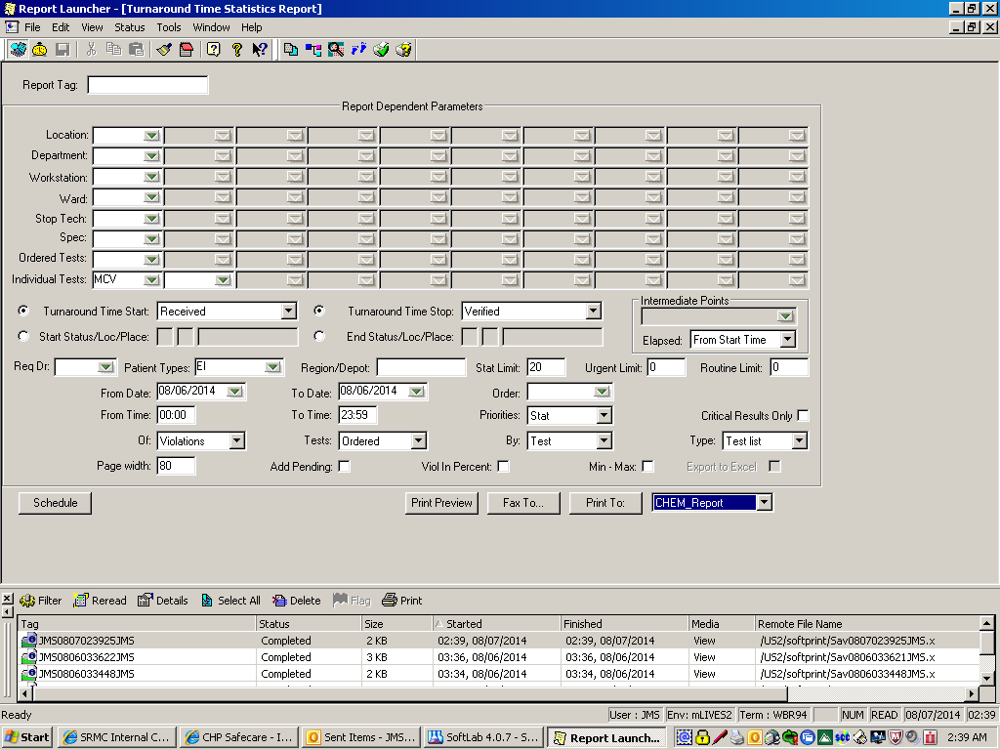 Report Launcher - [Turnaround Time Statistics Report]
File Edit View Status Tools Window Help
Report Tag:
Report Dependent Parameters
Location:
Department:
Workstation:
Ward:
Stop Tech:
Spec:
Ordered Tests:
Individual Tests: MCV
Intermediate Points
Turnaround Time Start: Received Turnaround Time Stop: Verified
Start Status/Loc/Place: End Status/Loc/Place: Elapsed: From Start Time
Req Dr: Patient Types: EI Region/Depot: Stat Limit: 20 Urgent Limit: 0 Routine Limit: 0
From Date: 08/06/2014 To Date: 08/06/2014 Order:
From Time: 00:00 To Time: 23:59 Priorities: Stat Critical Results Only
Of: Violations Tests: Ordered By: Test Type: Test list
Page width: 80 Add Pending: Viol In Percent: Min - Max: Export to Excel
Schedule Print Preview Fax To... Print To: CHEM_Report
Filter Reread Details Select All Delete Flag Print
Tag Status Size Started Finished Media Remote File Name
JMS0807023925JMS Completed 2 KB 02:39, 08/07/2014 02:39, 08/07/2014 View /US2/softprint/Sav0807023925JMS.x
JMS0806033622JMS Completed 3 KB 03:36, 08/06/2014 03:36, 08/06/2014 View /US2/softprint/Sav0806033621JMS.x
JMS0806033448JMS Completed 2 KB 03:34, 08/06/2014 03:34, 08/06/2014 View /US2/softprint/Sav0806033448JMS.x
Ready User : JMS Env: mLIVES2 Term : WBR94 NUM READ 08/07/2014 02:39
Start SRMC Internal C... CHP Safecare - I... Sent Items - JMS... SoftLab 4.0.7 - S... Report Launch... 2:39 AM